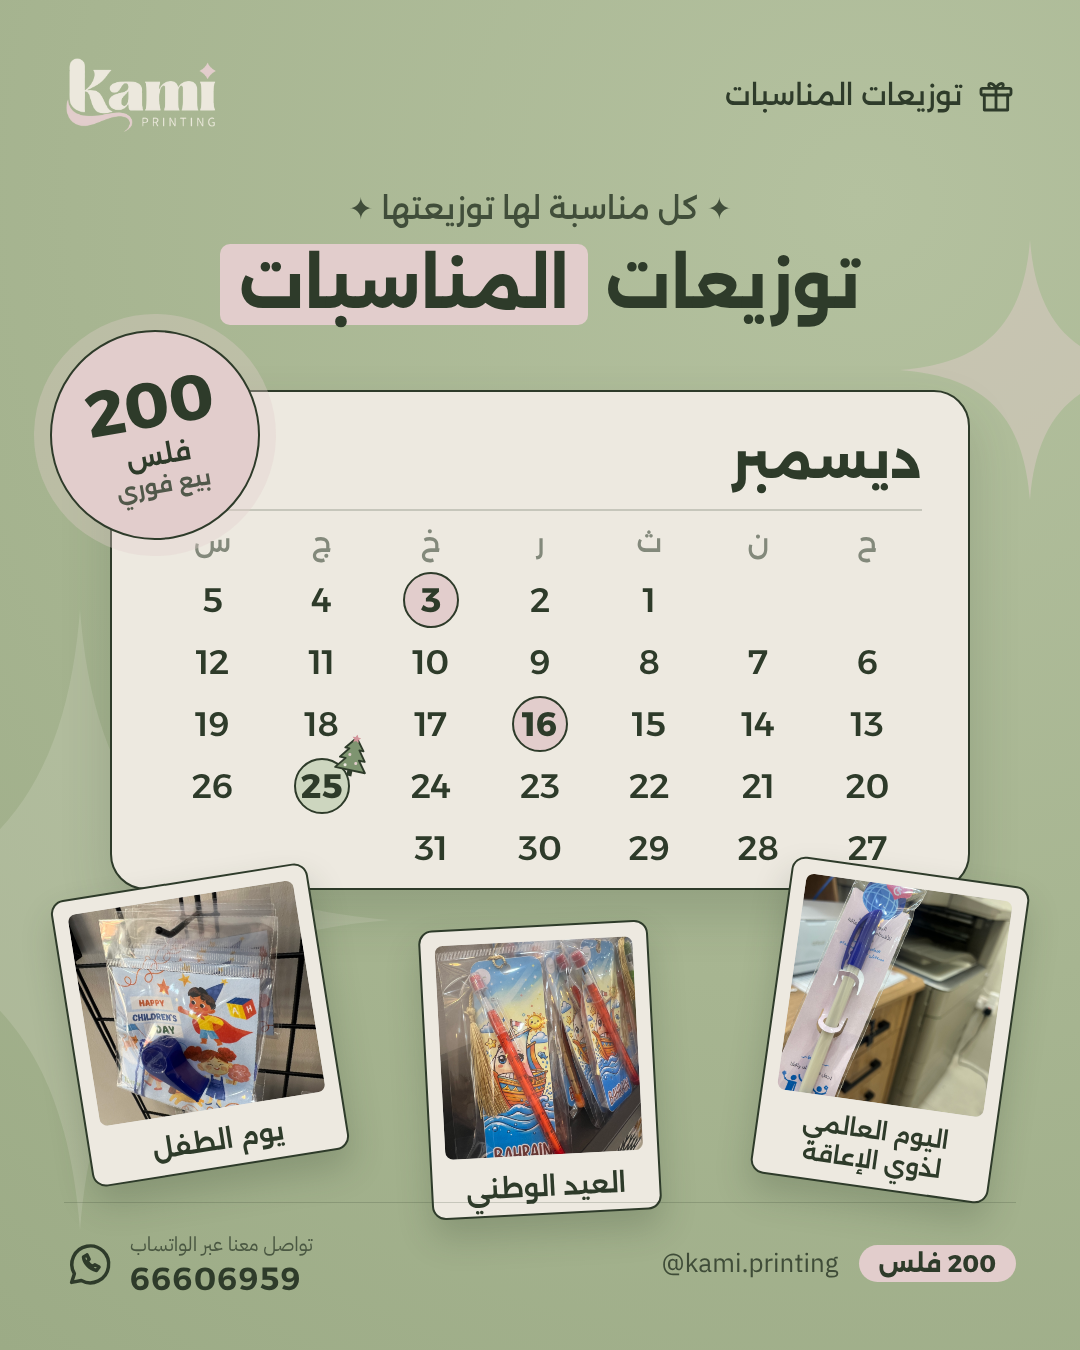 kami
PRINTING
توزيعات المناسبات
✦ كل مناسبة لها توزيعتها ✦
توزيعات المناسبات
200
فلس
بيع فوري
ديسمبر
ح ن ث ر خ ج س
1 2 3 4 5
6 7 8 9 10 11 12
13 14 15 16 17 18 19
20 21 22 23 24 25 26
27 28 29 30 31
HAPPY
CHILDREN'S
DAY
A H
يوم الطفل
BAHRAIN
العيد الوطني
اليوم العالمي
لذوي الإعاقة
200 فلس
@kami.printing
تواصل معنا عبر الواتساب
66606959